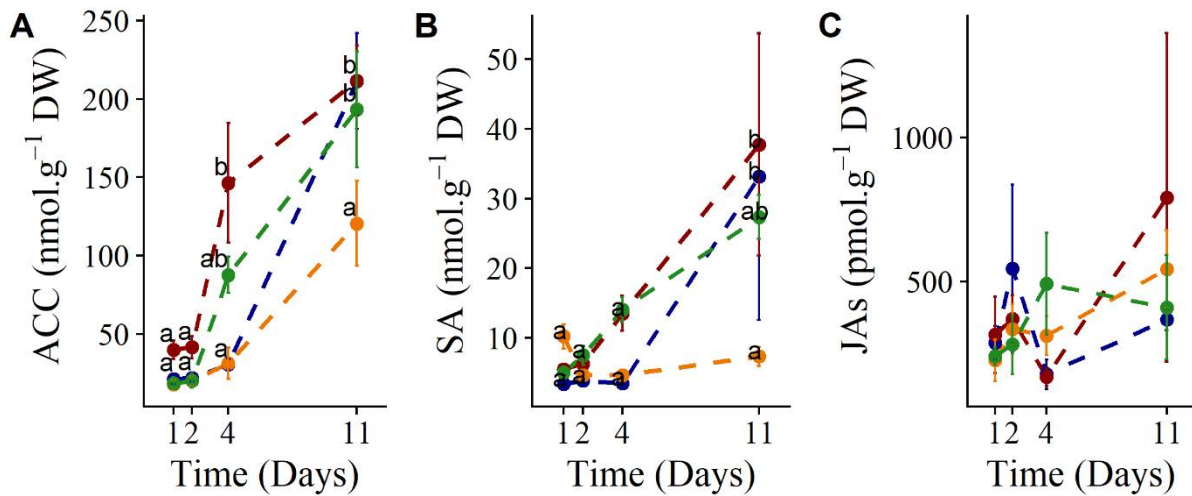 A
ACC (nmol.g⁻¹ DW)
250
200
150
100
50
a
a
a
a
b
ab
a
b
b
a
1 2 4 11
Time (Days)
B
SA (nmol.g⁻¹ DW)
50
40
30
20
10
a
a
a
a
a
a
b
b
ab
a
1 2 4 11
Time (Days)
C
JAs (pmol.g⁻¹ DW)
1000
500
1 2 4 11
Time (Days)